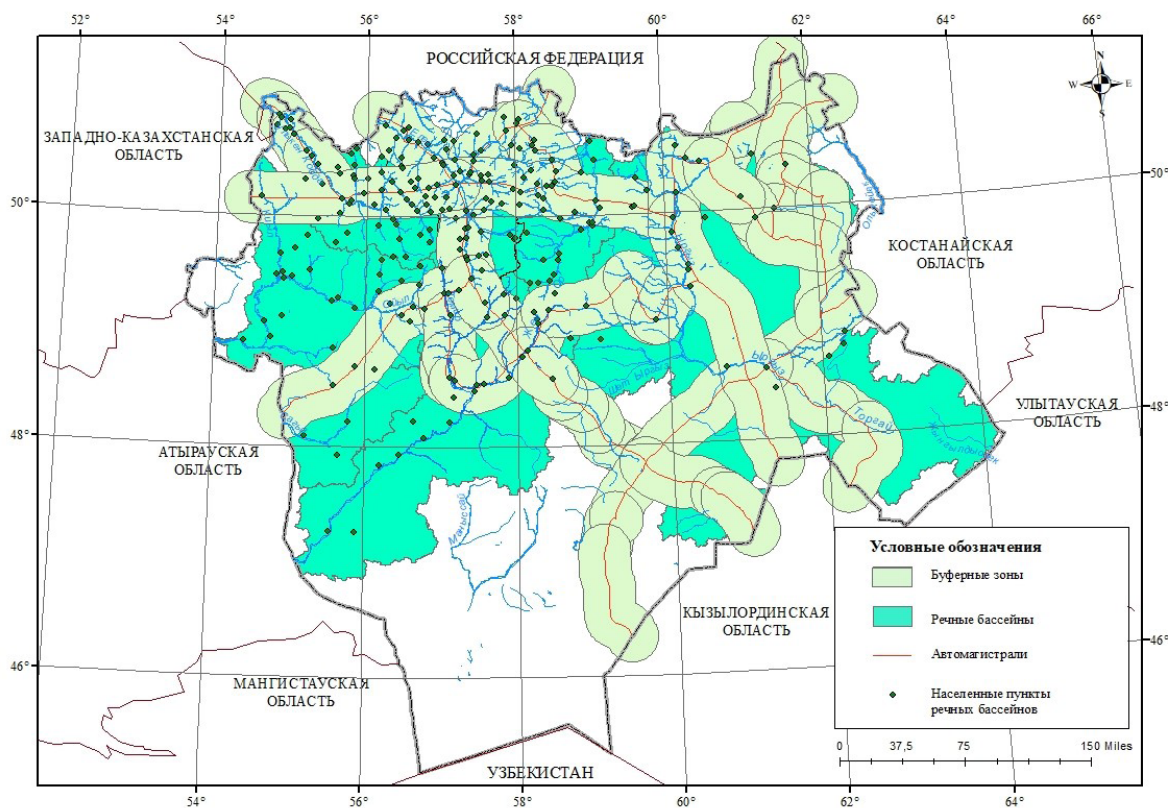 52°
54°
56°
58°
60°
62°
64°
66°
РОССИЙСКАЯ ФЕДЕРАЦИЯ
N
W
E
S
ЗАПАДНО-КАЗАХСТАНСКАЯ
ОБЛАСТЬ
50°
50°
КОСТАНАЙСКАЯ
ОБЛАСТЬ
Ыргыз
Торгай
УЛЫТАУСКАЯ
ОБЛАСТЬ
48°
48°
АТЫРАУСКАЯ
ОБЛАСТЬ
КЫЗЫЛОРДИНСКАЯ
ОБЛАСТЬ
46°
46°
МАНГИСТАУСКАЯ
ОБЛАСТЬ
УЗБЕКИСТАН
Условные обозначения
Буферные зоны
Речные бассейны
Автомагистрали
Населенные пункты
речных бассейнов
0
37,5
75
150 Miles
54°
56°
58°
60°
62°
64°